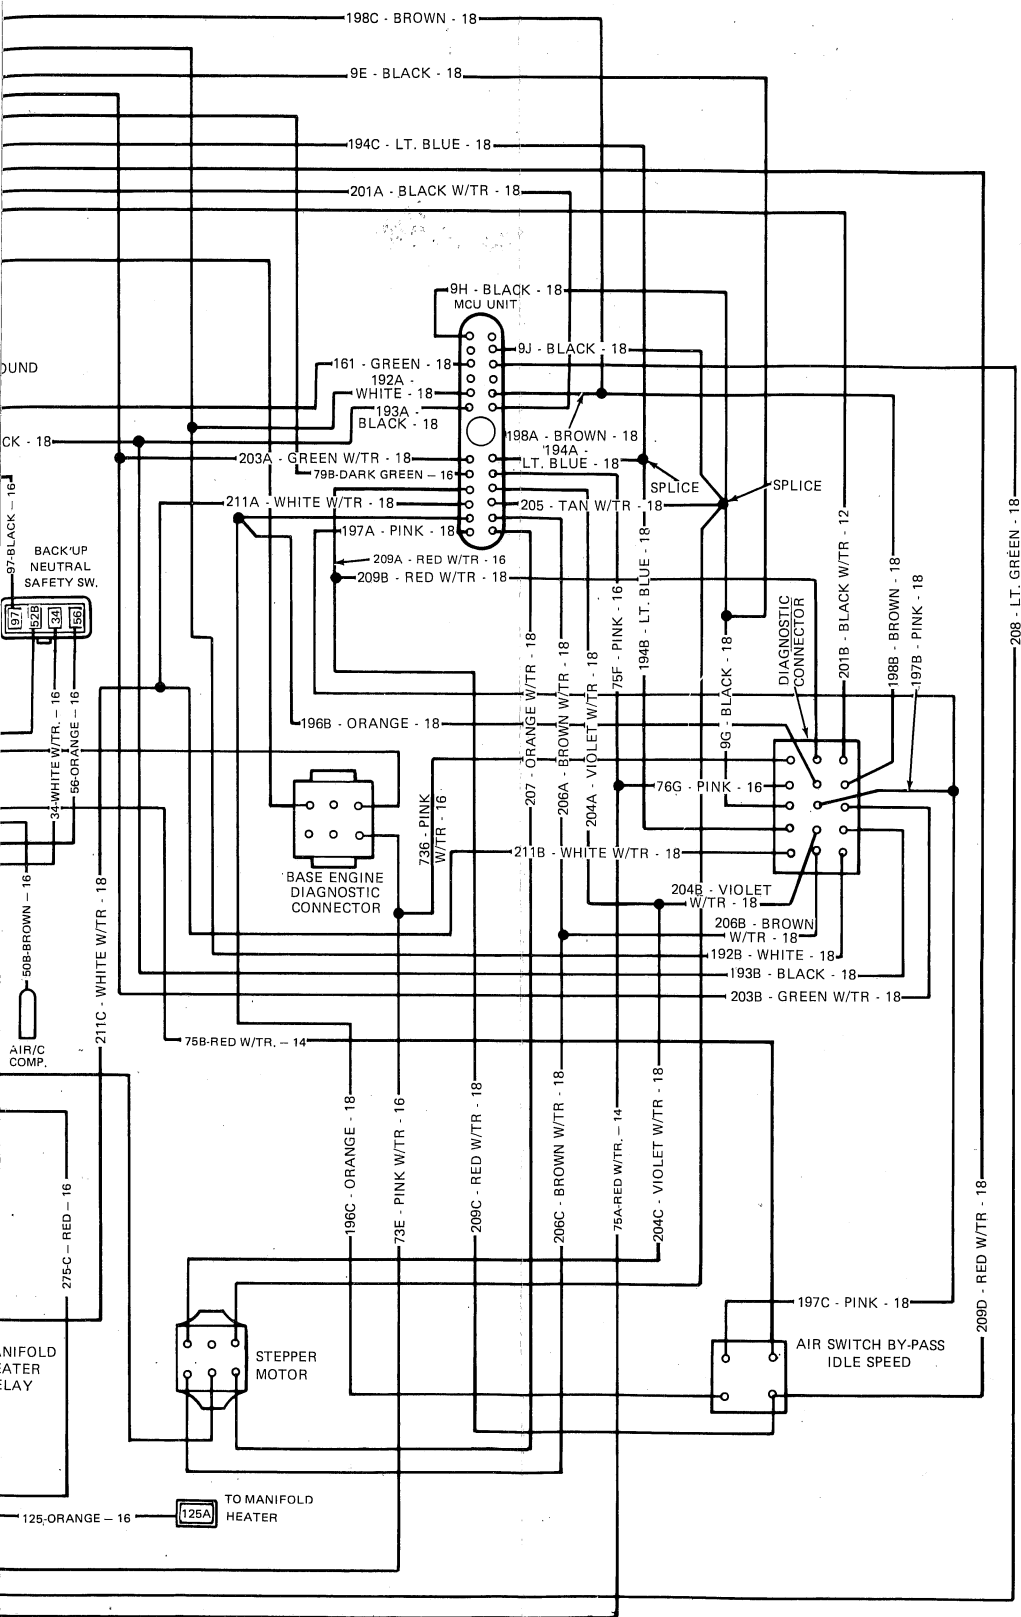 198C - BROWN - 18
9E - BLACK - 18
194C - LT. BLUE - 18
201A - BLACK W/TR - 18
9H - BLACK - 18
MCU UNIT
9J - BLACK - 18
OUND
161 - GREEN - 18
192A -
WHITE - 18
193A -
BLACK - 18
CK - 18
198A - BROWN - 18
194A -
LT. BLUE - 18
203A - GREEN W/TR - 18
79B-DARK GREEN — 16
SPLICE
SPLICE
211A - WHITE W/TR - 18
205 - TAN W/TR - 18
197A - PINK - 18
209A - RED W/TR - 16
209B - RED W/TR - 18
97-BLACK — 16
BACK'UP
NEUTRAL
SAFETY SW.
97
52B
34
56
34-WHITE W/TR. — 16
56-ORANGE — 16
196B - ORANGE - 18
207 - ORANGE W/TR - 18
206A - BROWN W/TR - 18
204A - VIOLET W/TR - 18
75F - PINK - 16
194B - LT. BLUE - 18
9G - BLACK - 18
DIAGNOSTIC
CONNECTOR
201B - BLACK W/TR - 12
198B - BROWN - 18
197B - PINK - 18
208 - LT. GREEN - 18
76G - PINK - 16
736 - PINK
W/TR - 16
211B - WHITE W/TR - 18
BASE ENGINE
DIAGNOSTIC
CONNECTOR
204B - VIOLET
W/TR - 18
206B - BROWN
W/TR - 18
192B - WHITE - 18
193B - BLACK - 18
203B - GREEN W/TR - 18
50B-BROWN — 16
211C - WHITE W/TR - 18
AIR/C
COMP.
75B-RED W/TR. — 14
196C - ORANGE - 18
73E - PINK W/TR - 16
209C - RED W/TR - 18
206C - BROWN W/TR - 18
75A-RED W/TR. — 14
204C - VIOLET W/TR - 18
209D - RED W/TR - 18
275-C — RED — 16
197C - PINK - 18
ANIFOLD
EATER
ELAY
STEPPER
MOTOR
AIR SWITCH BY-PASS
IDLE SPEED
125-ORANGE — 16
125A
TO MANIFOLD
HEATER